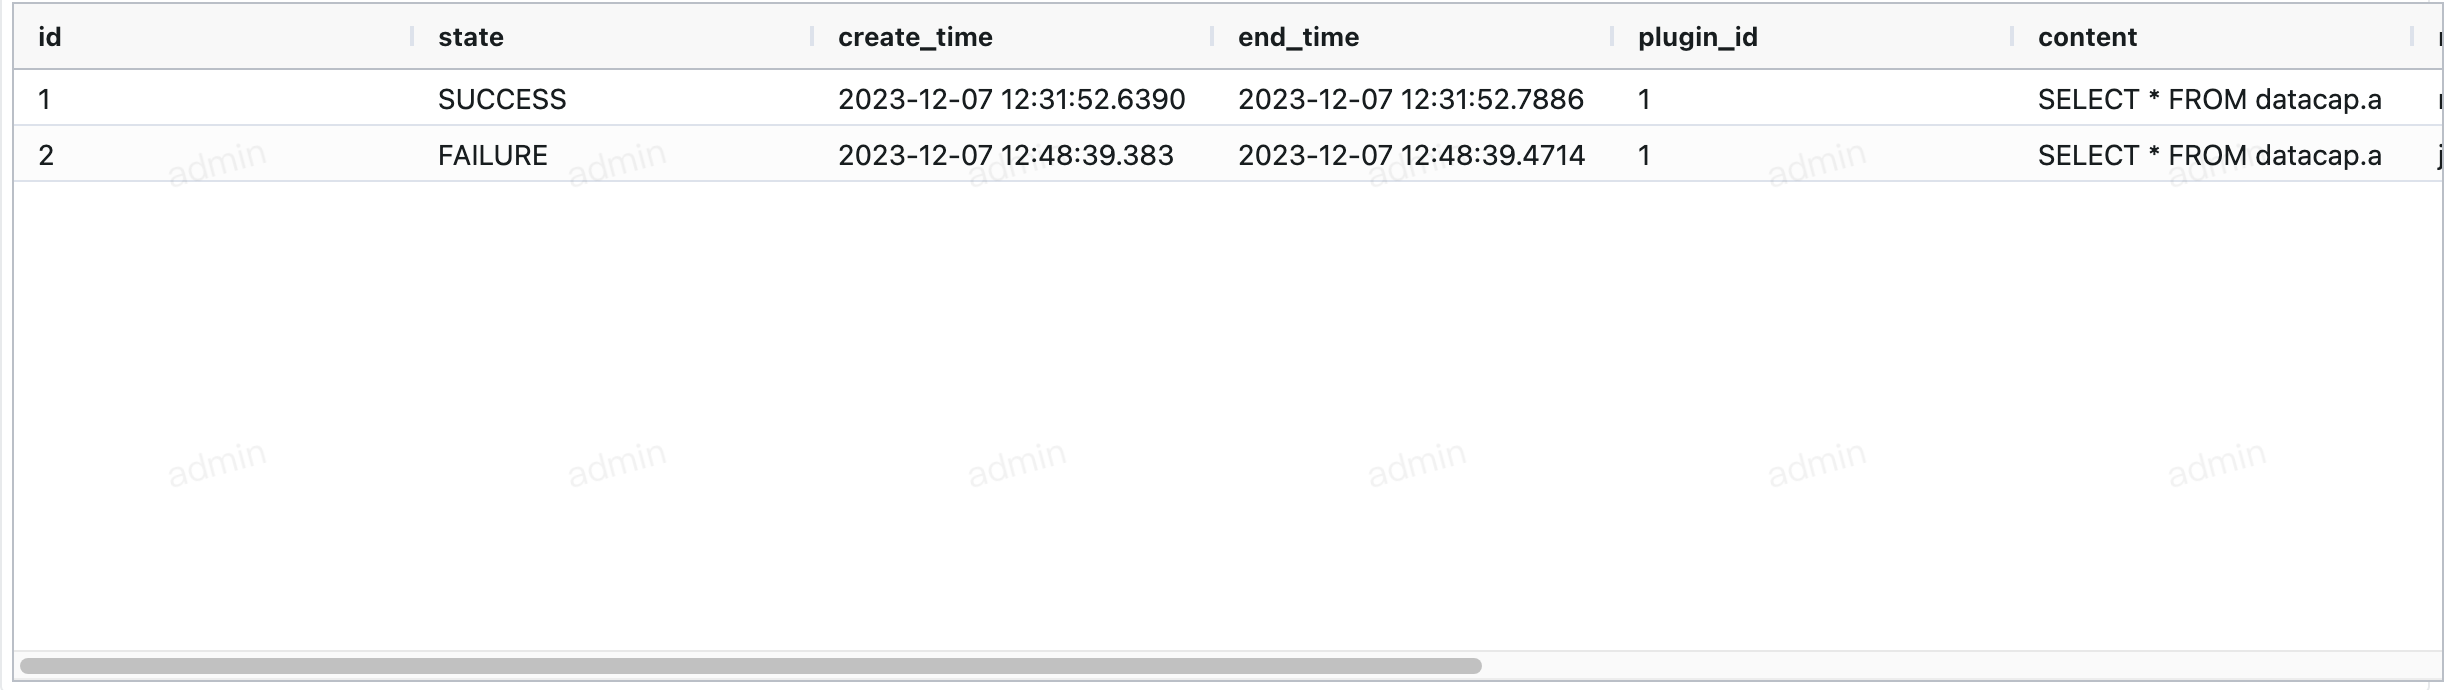 id state create_time end_time plugin_id content
1 SUCCESS 2023-12-07 12:31:52.6390 2023-12-07 12:31:52.7886 1 SELECT * FROM datacap.a
2 FAILURE 2023-12-07 12:48:39.383 2023-12-07 12:48:39.4714 1 SELECT * FROM datacap.a
admin admin admin admin admin admin
admin admin admin admin admin admin